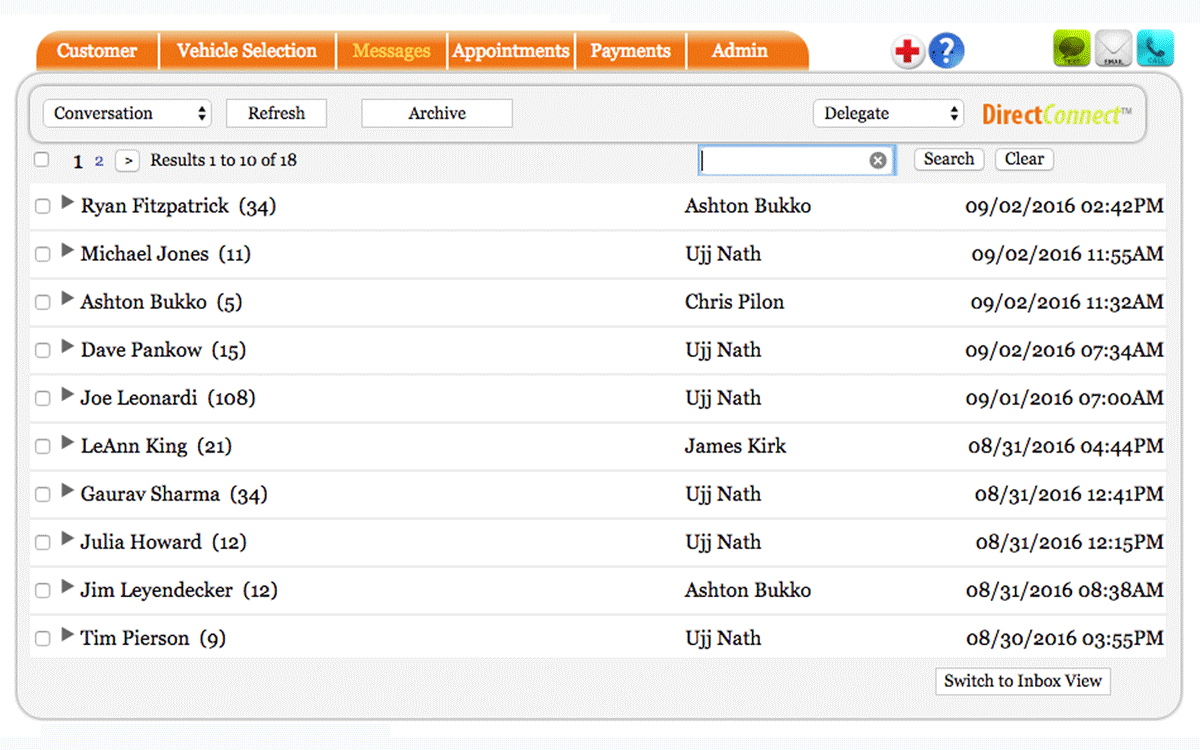 Customer Vehicle Selection Messages Appointments Payments Admin TEXT EMAIL CALL
Conversation Refresh Archive Delegate DirectConnect™
1 2 > Results 1 to 10 of 18 Search Clear
Ryan Fitzpatrick (34) Ashton Bukko 09/02/2016 02:42PM
Michael Jones (11) Ujj Nath 09/02/2016 11:55AM
Ashton Bukko (5) Chris Pilon 09/02/2016 11:32AM
Dave Pankow (15) Ujj Nath 09/02/2016 07:34AM
Joe Leonardi (108) Ujj Nath 09/01/2016 07:00AM
LeAnn King (21) James Kirk 08/31/2016 04:44PM
Gaurav Sharma (34) Ujj Nath 08/31/2016 12:41PM
Julia Howard (12) Ujj Nath 08/31/2016 12:15PM
Jim Leyendecker (12) Ashton Bukko 08/31/2016 08:38AM
Tim Pierson (9) Ujj Nath 08/30/2016 03:55PM
Switch to Inbox View